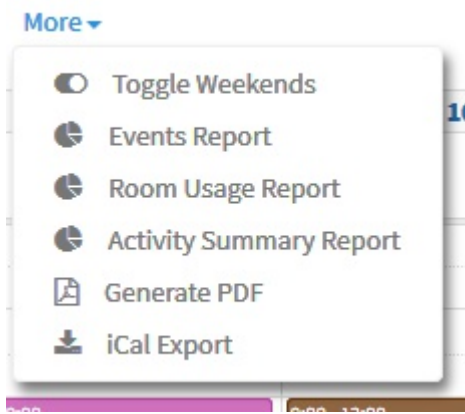 More
Toggle Weekends
Events Report
Room Usage Report
Activity Summary Report
Generate PDF
iCal Export